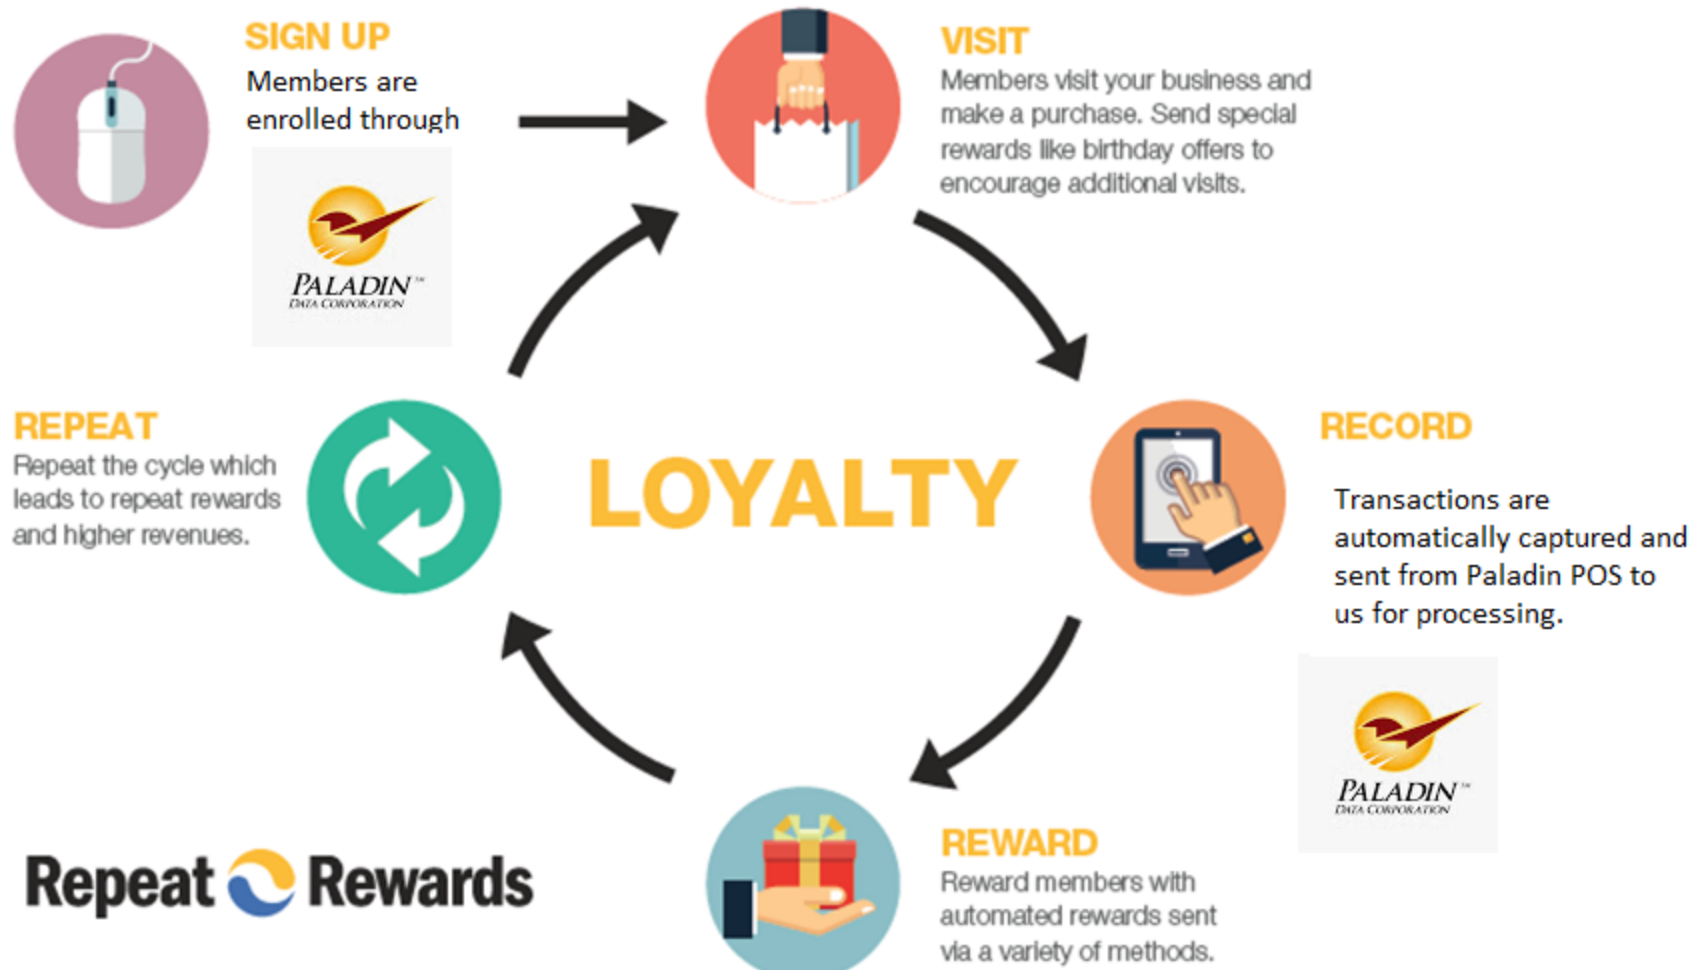 SIGN UP
Members are
enrolled through
PALADIN™
DATA CORPORATION
VISIT
Members visit your business and
make a purchase. Send special
rewards like birthday offers to
encourage additional visits.
REPEAT
Repeat the cycle which
leads to repeat rewards
and higher revenues.
LOYALTY
RECORD
Transactions are
automatically captured and
sent from Paladin POS to
us for processing.
PALADIN™
DATA CORPORATION
REWARD
Reward members with
automated rewards sent
via a variety of methods.
Repeat Rewards